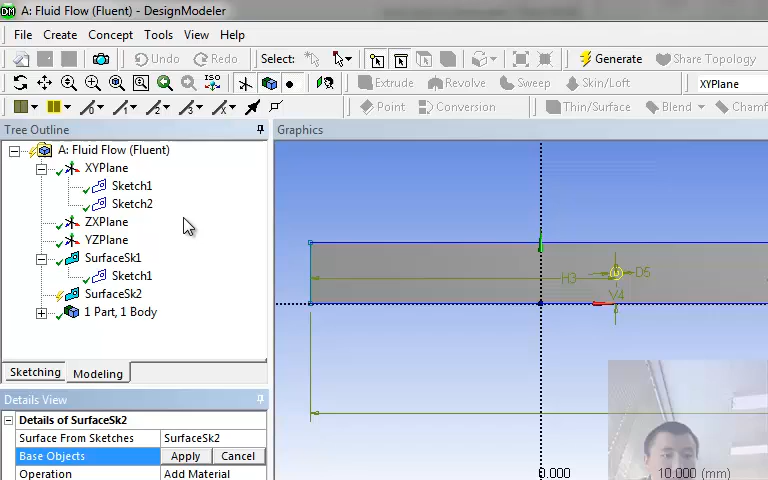 DM A: Fluid Flow (Fluent) - DesignModeler
File Create Concept Tools View Help
Undo Redo Select: Generate Share Topology
ISO Extrude Revolve Sweep Skin/Loft XYPlane
Point Conversion Thin/Surface Blend Chamf
Tree Outline
Graphics
A: Fluid Flow (Fluent)
XYPlane
Sketch1
Sketch2
ZXPlane
YZPlane
SurfaceSk1
Sketch1
SurfaceSk2
1 Part, 1 Body
H3
D5
V4
Sketching Modeling
Details View
Details of SurfaceSk2
Surface From Sketches SurfaceSk2
Base Objects Apply Cancel
Operation Add Material
0.000 10.000 (mm)